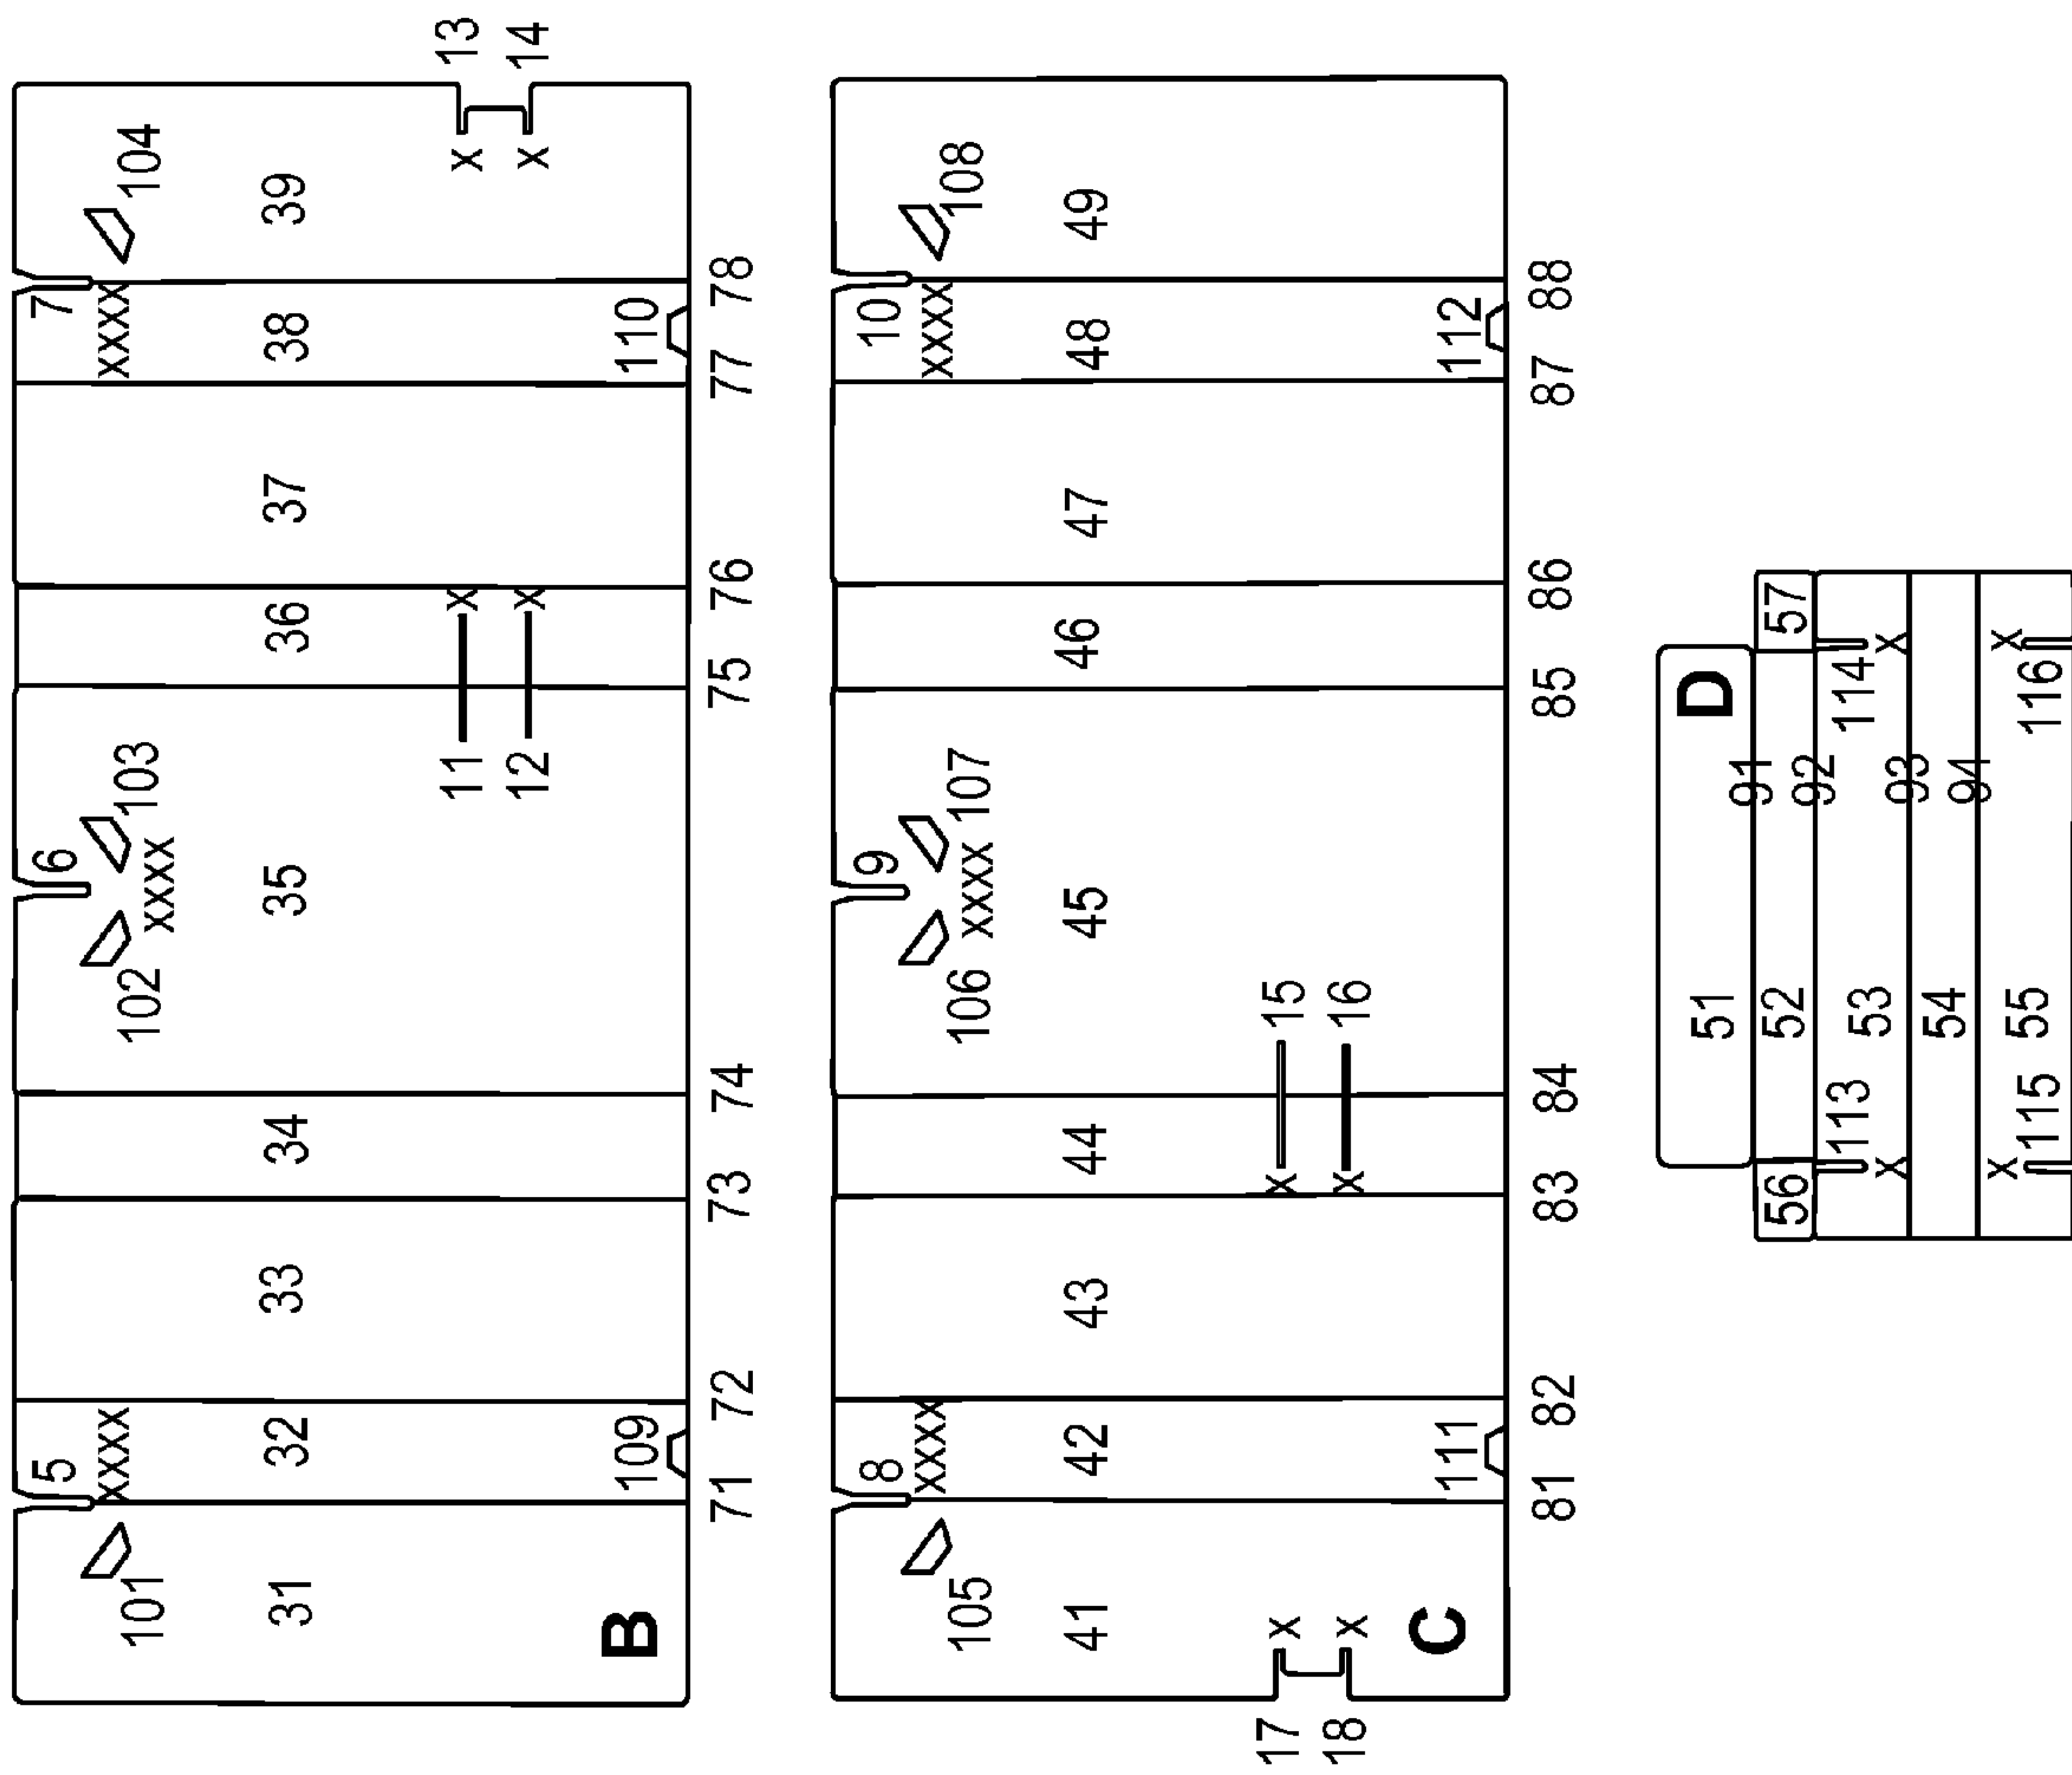 5 6 7
xxxx xxxx
101 102 103 104
xxxx
31 32 33 34 35 36 37 38 39
11 x x 13
12 x x 14
B 109 110
71 72 73 74 75 76 77 78
8 9 10
xxxx xxxx
105 106 107 108
xxxx
41 42 43 44 45 46 47 48 49
17 x x 15
18 x x 16
C 111 112
81 82 83 84 85 86 87 88
51 D
91
56 52 92 57
113 53 114
x 93 x
54 94
x x
115 55 116